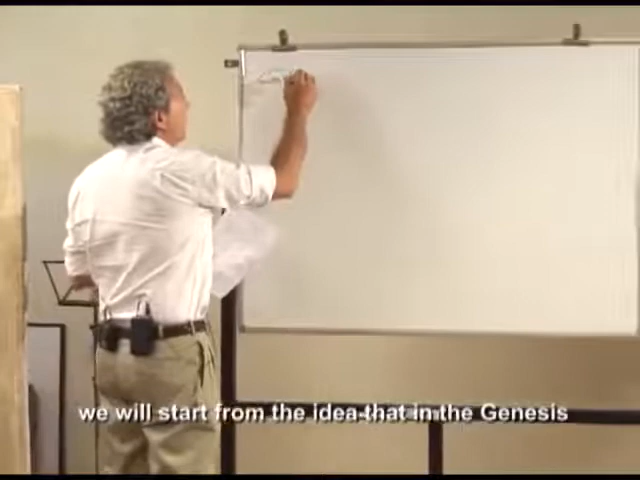 we will start from the idea that in the Genesis